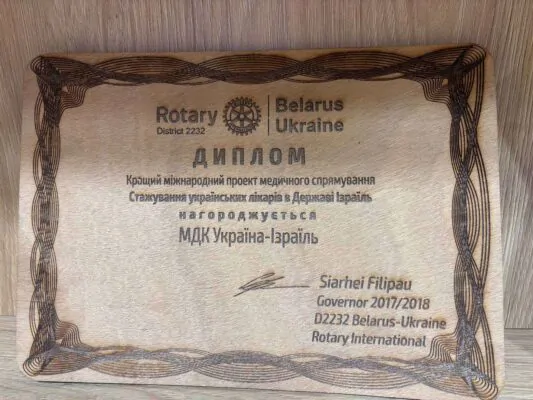 Rotary
District 2232
Belarus
Ukraine
ДИПЛОМ
Кращий міжнародний проект медичного спрямування
Стажування українських лікарів в Державі Ізраїль
нагороджується
МДК Україна-Ізраїль
Siarhei Filipau
Governor 2017/2018
D2232 Belarus-Ukraine
Rotary International